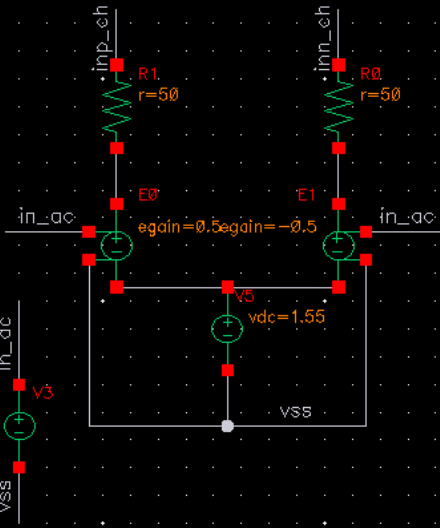 inp_ch
inn_ch
R1
r=50
R0
r=50
E0
E1
in_ac
egain=0.5
egain=-0.5
in_ac
V5
vdc=1.55
in_ac
V3
vss
vss